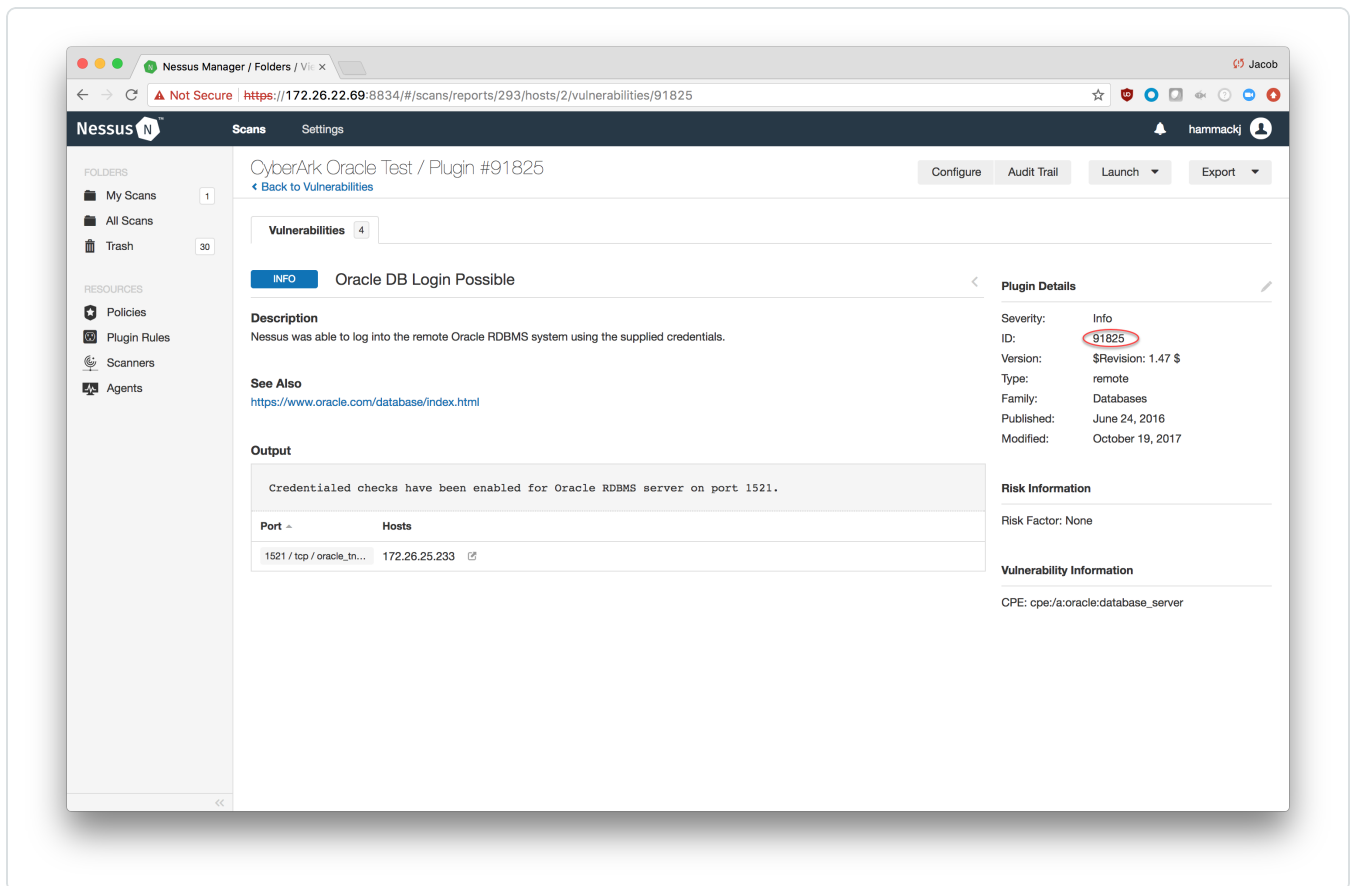 Nessus Manager / Folders / Vie
Jacob
Not Secure https://172.26.22.69:8834/#/scans/reports/293/hosts/2/vulnerabilities/91825
Nessus N ™ Scans Settings hammackj
FOLDERS
My Scans 1
All Scans
Trash 30
RESOURCES
Policies
Plugin Rules
Scanners
Agents
CyberArk Oracle Test / Plugin #91825
Back to Vulnerabilities
Configure Audit Trail Launch Export
Vulnerabilities 4
INFO Oracle DB Login Possible
Description
Nessus was able to log into the remote Oracle RDBMS system using the supplied credentials.
See Also
https://www.oracle.com/database/index.html
Output
Credentialed checks have been enabled for Oracle RDBMS server on port 1521.
Port Hosts
1521 / tcp / oracle_tn... 172.26.25.233
Plugin Details
Severity: Info
ID: 91825
Version: $Revision: 1.47 $
Type: remote
Family: Databases
Published: June 24, 2016
Modified: October 19, 2017
Risk Information
Risk Factor: None
Vulnerability Information
CPE: cpe:/a:oracle:database_server